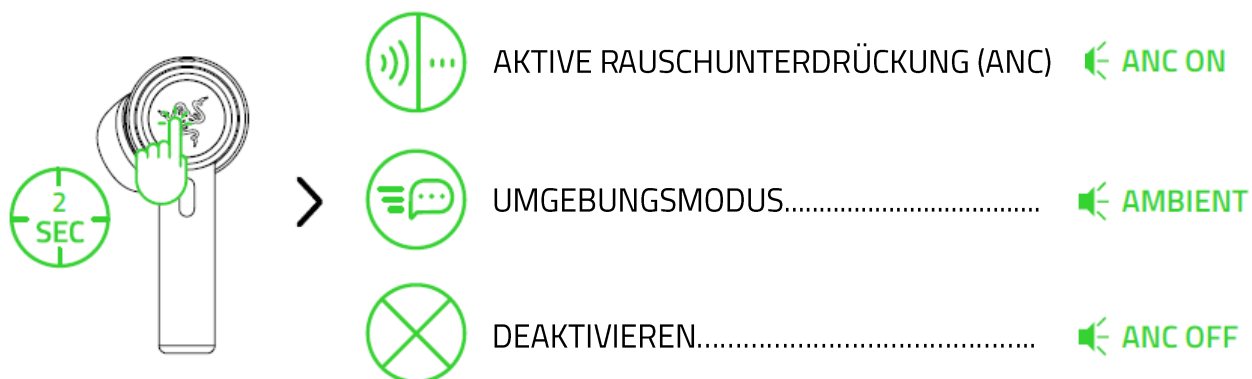 AKTIVE RAUSCHUNTERDRÜCKUNG (ANC) ANC ON
2
SEC
UMGEBUNGSMODUS..................................... AMBIENT
DEAKTIVIEREN........................................... ANC OFF